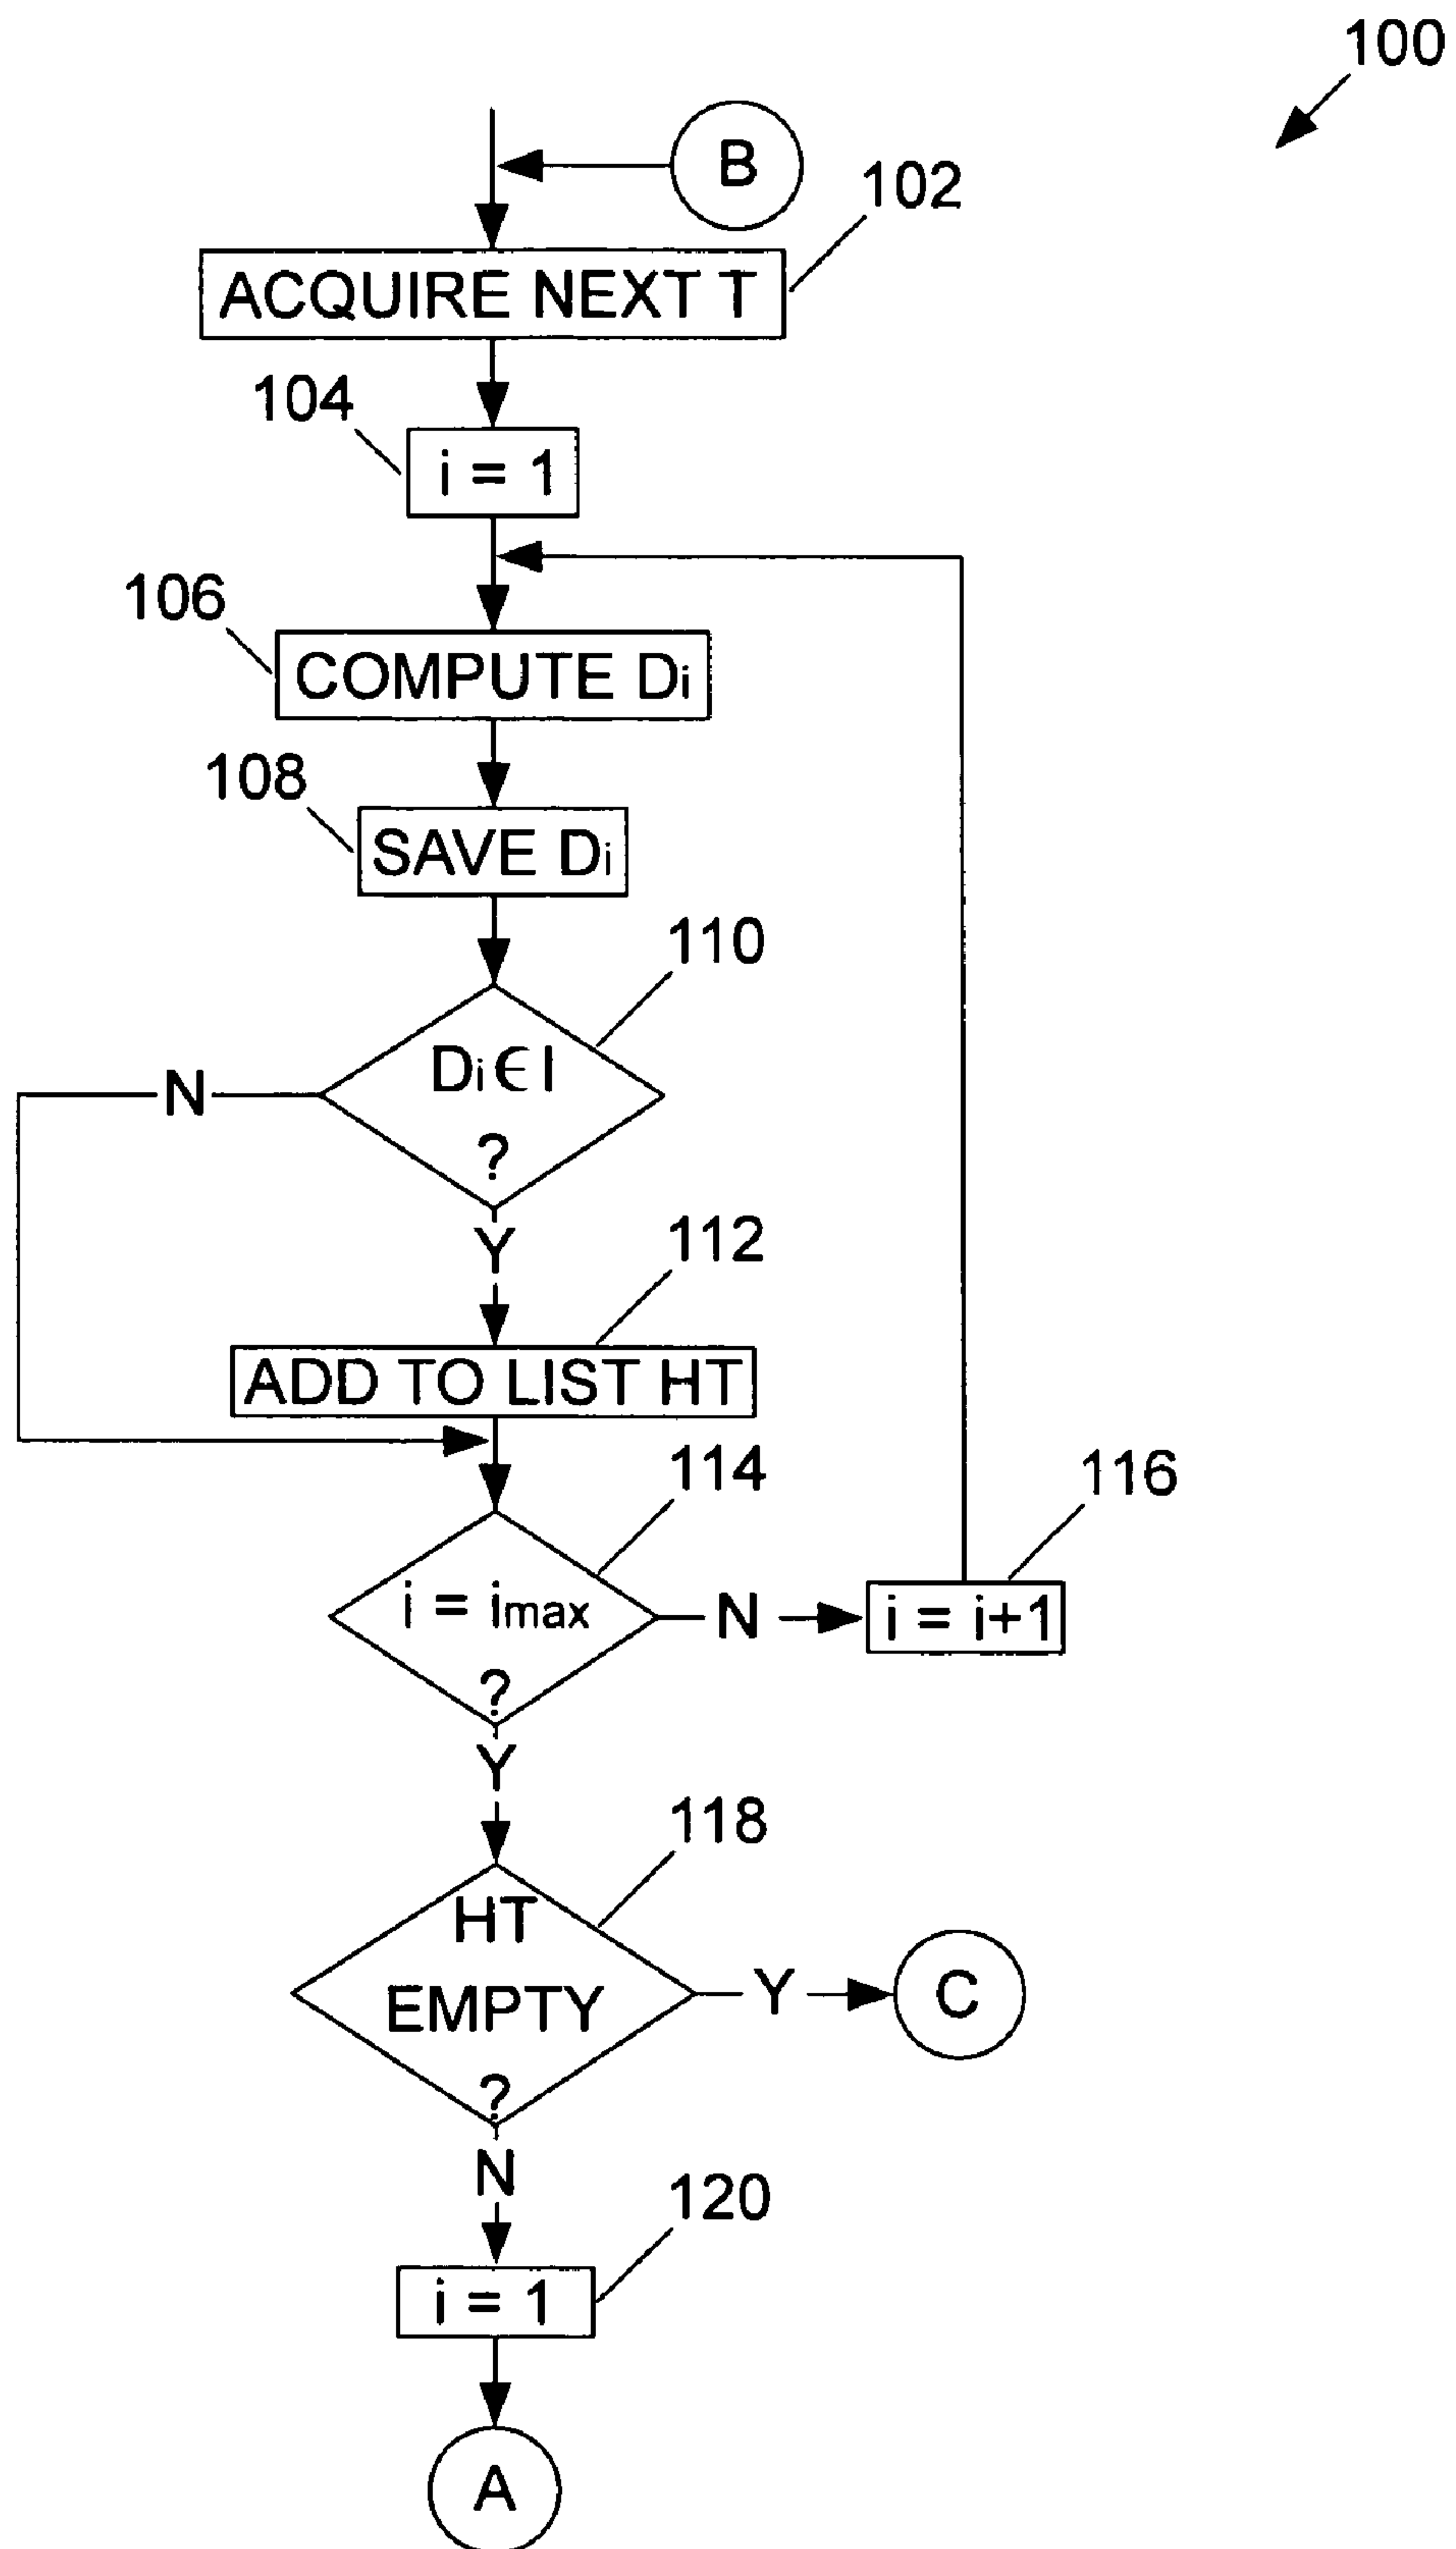 100
B
102
ACQUIRE NEXT T
104
i = 1
106
COMPUTE Di
108
SAVE Di
110
Di ∈ I
?
N
Y
112
ADD TO LIST HT
114
116
i = imax
?
N
i = i+1
Y
118
HT
EMPTY
?
Y
C
N
120
i = 1
A